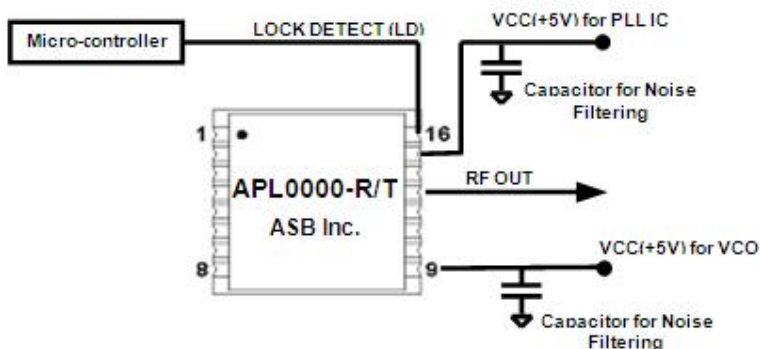 VCC(+5V) for PLL IC
Micro-controller
LOCK DETECT (LD)
Capacitor for Noise
Filtering
1
16
APL0000-R/T
RF OUT
ASB Inc.
8
9
VCC(+5V) for VCO
Capacitor for Noise
Filtering